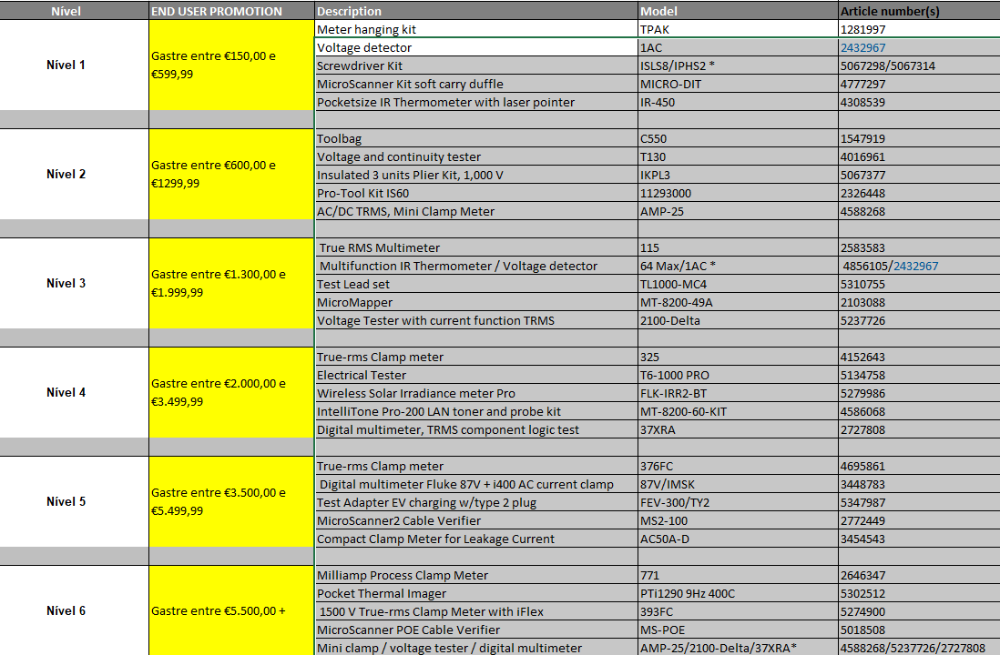 Nível END USER PROMOTION Description Model Article number(s)
Nível 1
Gastre entre €150,00 e
€599,99
Meter hanging kit TPAK 1281997
Voltage detector 1AC 2432967
Screwdriver Kit ISLS8/IPHS2 * 5067298/5067314
MicroScanner Kit soft carry duffle MICRO-DIT 4777297
Pocketsize IR Thermometer with laser pointer IR-450 4308539
Nível 2
Gastre entre €600,00 e
€1299,99
Toolbag C550 1547919
Voltage and continuity tester T130 4016961
Insulated 3 units Plier Kit, 1,000 V IKPL3 5067377
Pro-Tool Kit IS60 11293000 2326448
AC/DC TRMS, Mini Clamp Meter AMP-25 4588268
Nível 3
Gastre entre €1.300,00 e
€1.999,99
True RMS Multimeter 115 2583583
Multifunction IR Thermometer / Voltage detector 64 Max/1AC * 4856105/2432967
Test Lead set TL1000-MC4 5310755
MicroMapper MT-8200-49A 2103088
Voltage Tester with current function TRMS 2100-Delta 5237726
Nível 4
Gastre entre €2.000,00 e
€3.499,99
True-rms Clamp meter 325 4152643
Electrical Tester T6-1000 PRO 5134758
Wireless Solar Irradiance meter Pro FLK-IRR2-BT 5279986
IntelliTone Pro-200 LAN toner and probe kit MT-8200-60-KIT 4586068
Digital multimeter, TRMS component logic test 37XRA 2727808
Nível 5
Gastre entre €3.500,00 e
€5.499,99
True-rms Clamp meter 376FC 4695861
Digital multimeter Fluke 87V + i400 AC current clamp 87V/IMSK 3448783
Test Adapter EV charging w/type 2 plug FEV-300/TY2 5347987
MicroScanner2 Cable Verifier MS2-100 2772449
Compact Clamp Meter for Leakage Current AC50A-D 3454543
Nível 6
Gastre entre €5.500,00 +
Milliamp Process Clamp Meter 771 2646347
Pocket Thermal Imager PTi1290 9Hz 400C 5302512
1500 V True-rms Clamp Meter with iFlex 393FC 5274900
MicroScanner POE Cable Verifier MS-POE 5018508
Mini clamp / voltage tester / digital multimeter AMP-25/2100-Delta/37XRA* 4588268/5237726/2727808